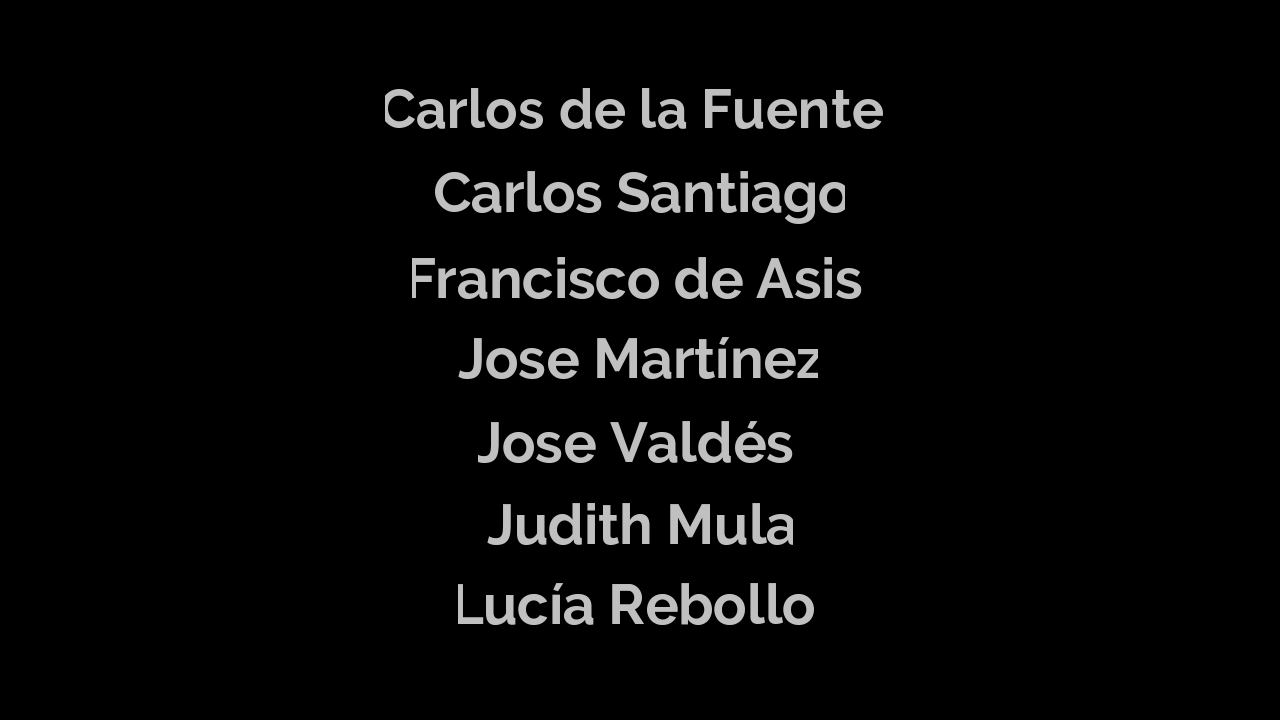 Carlos de la Fuente
Carlos Santiago
Francisco de Asis
Jose Martínez
Jose Valdés
Judith Mula
Lucía Rebollo